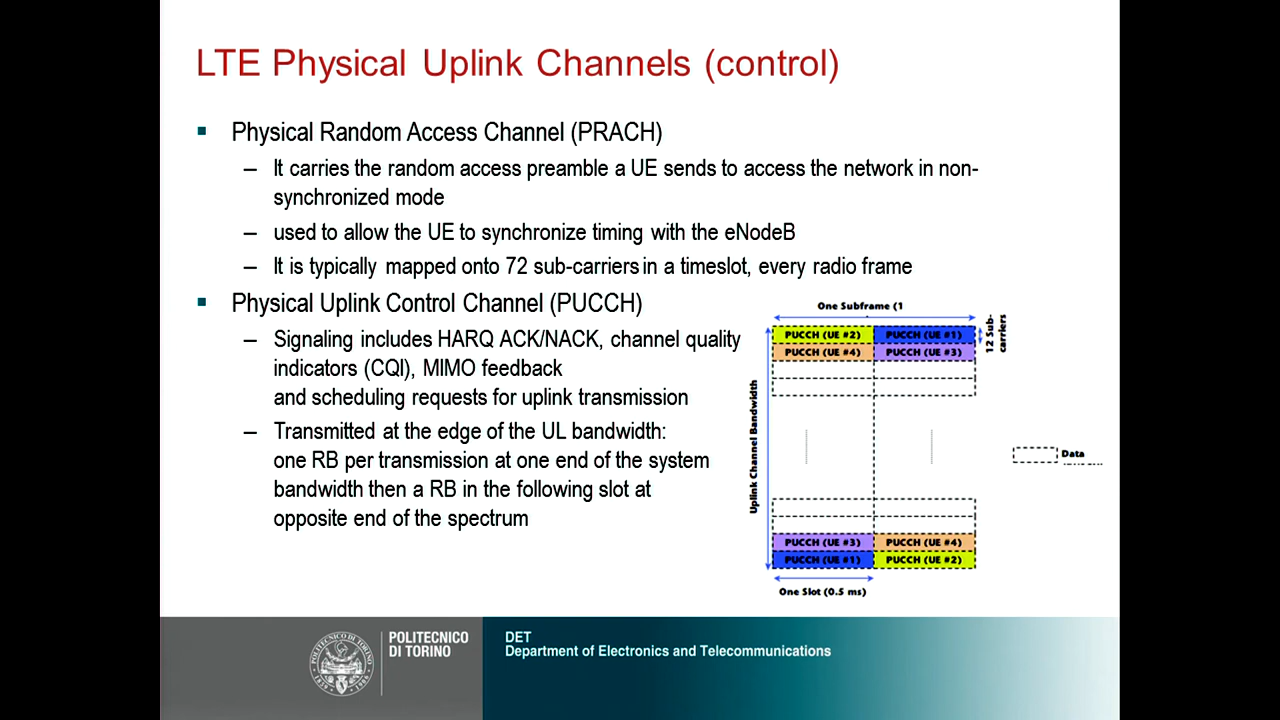 LTE Physical Uplink Channels (control)
Physical Random Access Channel (PRACH)
– It carries the random access preamble a UE sends to access the network in non-
synchronized mode
– used to allow the UE to synchronize timing with the eNodeB
– It is typically mapped onto 72 sub-carriers in a timeslot, every radio frame
Physical Uplink Control Channel (PUCCH)
– Signaling includes HARQ ACK/NACK, channel quality
indicators (CQI), MIMO feedback
and scheduling requests for uplink transmission
– Transmitted at the edge of the UL bandwidth:
one RB per transmission at one end of the system
bandwidth then a RB in the following slot at
opposite end of the spectrum
One Subframe (1
PUCCH (UE #2) PUCCH (UE #1)
PUCCH (UE #4) PUCCH (UE #3)
12 Sub-
carriers
Uplink Channel Bandwidth
Data
PUCCH (UE #3) PUCCH (UE #4)
PUCCH (UE #1) PUCCH (UE #2)
One Slot (0.5 ms)
POLITECNICO
DI TORINO
DET
Department of Electronics and Telecommunications